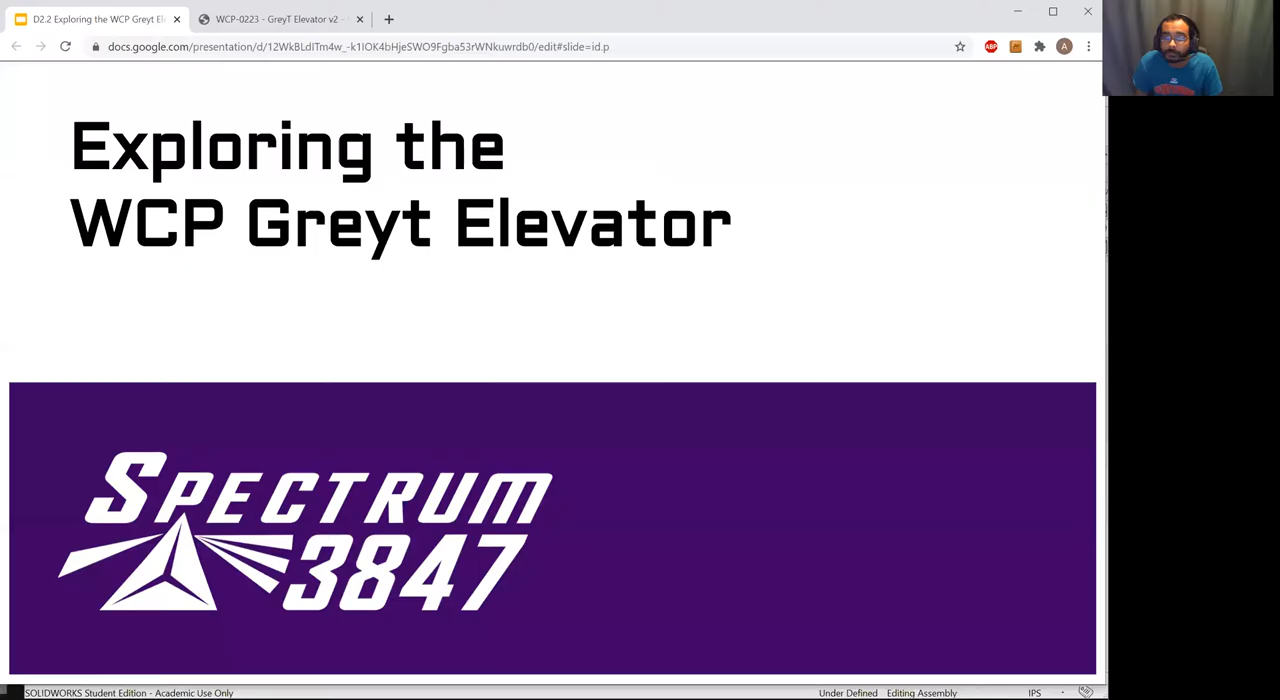 D2.2 Exploring the WCP Greyt Ele
WCP-0223 - GreyT Elevator v2 -
docs.google.com/presentation/d/12WkBLdITm4w_-k1IOK4bHjeSWO9Fgba53rWNkuwrdb0/edit#slide=id.p
ABP
A
Exploring the
WCP Greyt Elevator
SPECTRUM
3847
SOLIDWORKS Student Edition - Academic Use Only
Under Defined
Editing Assembly
IPS